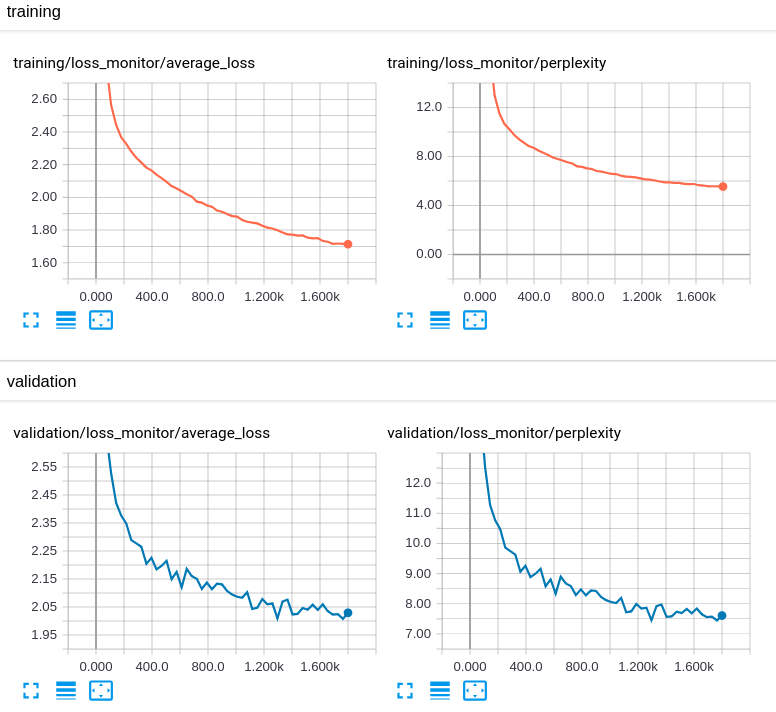 training
training/loss_monitor/average_loss training/loss_monitor/perplexity
2.60
2.40
2.20
2.00
1.80
1.60
0.000 400.0 800.0 1.200k 1.600k
12.0
8.00
4.00
0.00
0.000 400.0 800.0 1.200k 1.600k
validation
validation/loss_monitor/average_loss validation/loss_monitor/perplexity
2.55
2.45
2.35
2.25
2.15
2.05
1.95
0.000 400.0 800.0 1.200k 1.600k
12.0
11.0
10.0
9.00
8.00
7.00
0.000 400.0 800.0 1.200k 1.600k